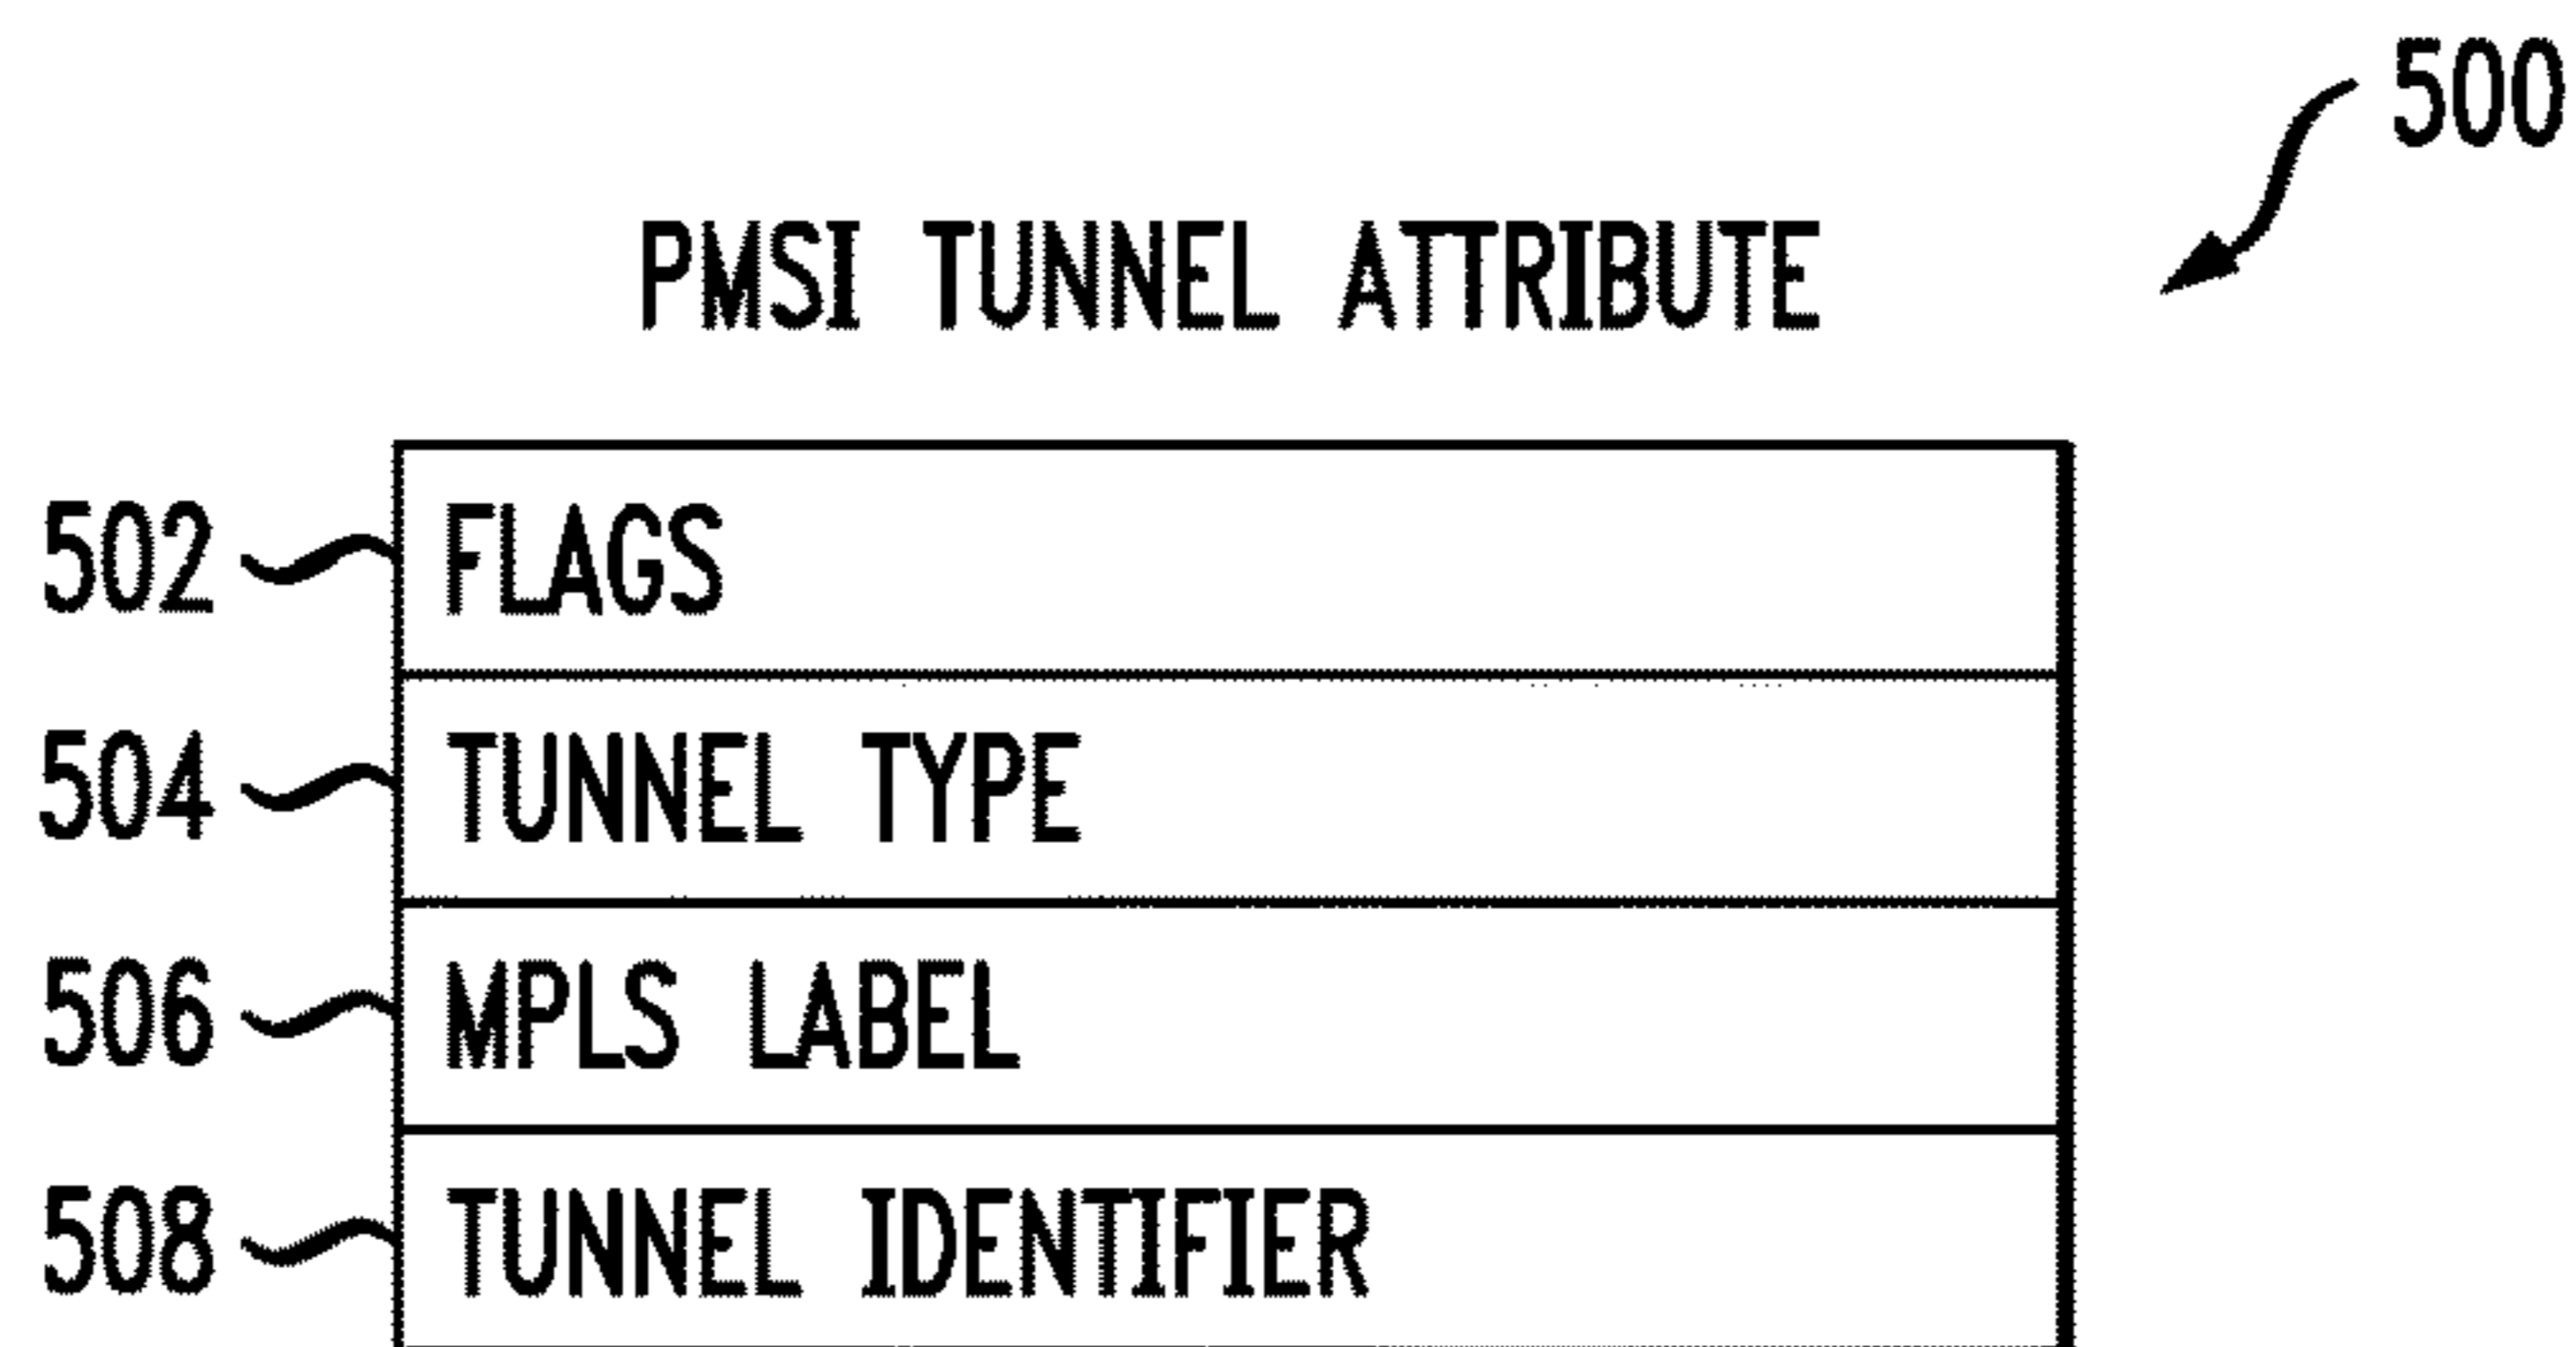 500
PMSI TUNNEL ATTRIBUTE
502 FLAGS
504 TUNNEL TYPE
506 MPLS LABEL
508 TUNNEL IDENTIFIER